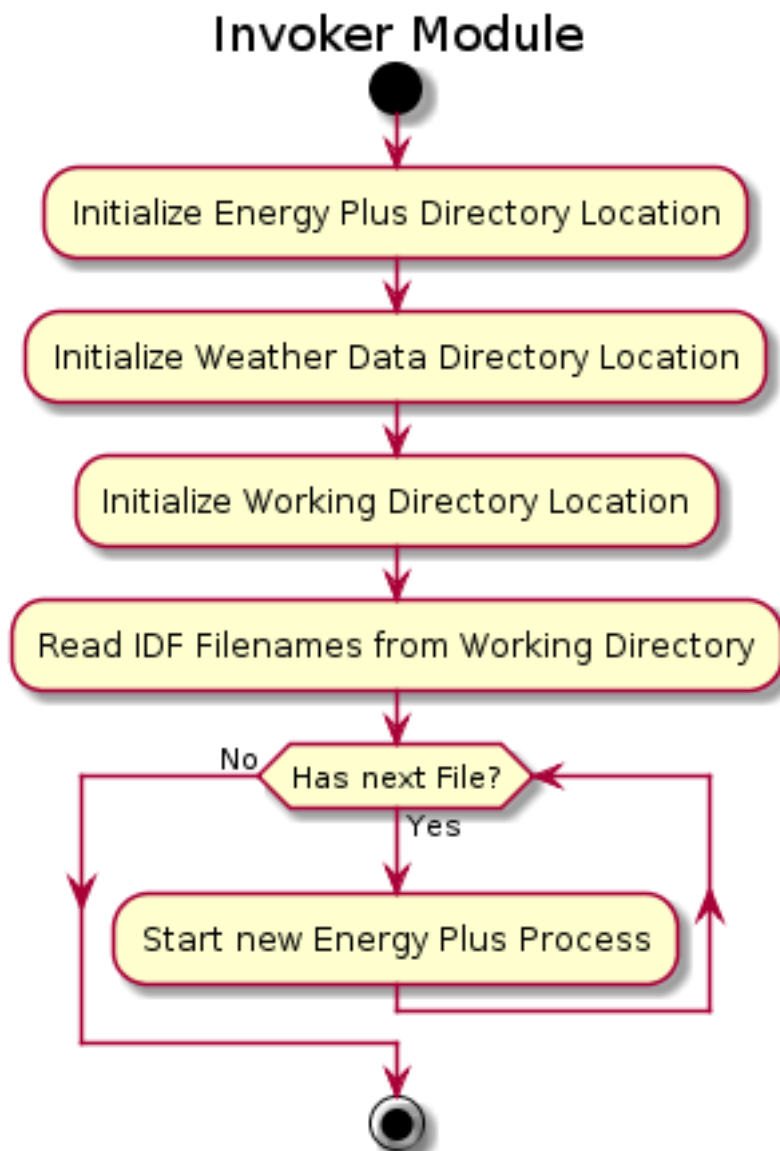 Invoker Module
Initialize Energy Plus Directory Location
Initialize Weather Data Directory Location
Initialize Working Directory Location
Read IDF Filenames from Working Directory
No
Has next File?
Yes
Start new Energy Plus Process